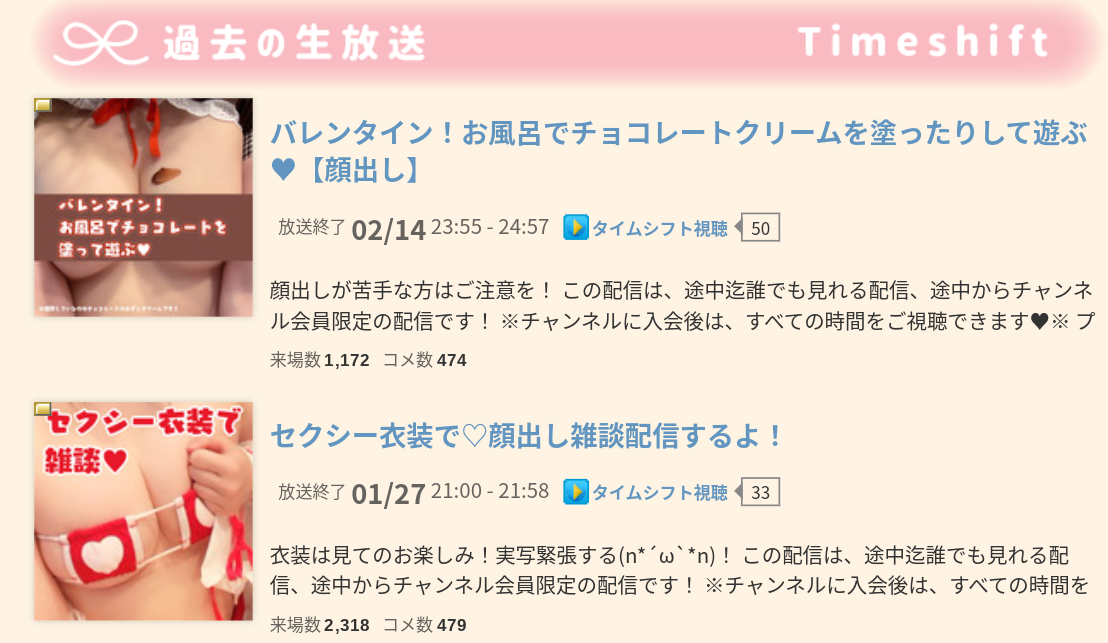 過去の生放送
Timeshift
バレンタイン!
お風呂でチョコレートを
塗って遊ぶ♥
バレンタイン！お風呂でチョコレートクリームを塗ったりして遊ぶ
♥【顔出し】
放送終了 02/14 23:55 - 24:57 タイムシフト視聴 50
顔出しが苦手な方はご注意を！ この配信は、途中迄誰でも見れる配信、途中からチャンネ
ル会員限定の配信です！ ※チャンネルに入会後は、すべての時間をご視聴できます♥※ プ
来場数 1,172 コメ数 474
セクシー衣装で
雑談♥
セクシー衣装で♡顔出し雑談配信するよ！
放送終了 01/27 21:00 - 21:58 タイムシフト視聴 33
衣装は見てのお楽しみ！実写緊張する(n*´ω`*n)！ この配信は、途中迄誰でも見れる配
信、途中からチャンネル会員限定の配信です！ ※チャンネルに入会後は、すべての時間を
来場数 2,318 コメ数 479